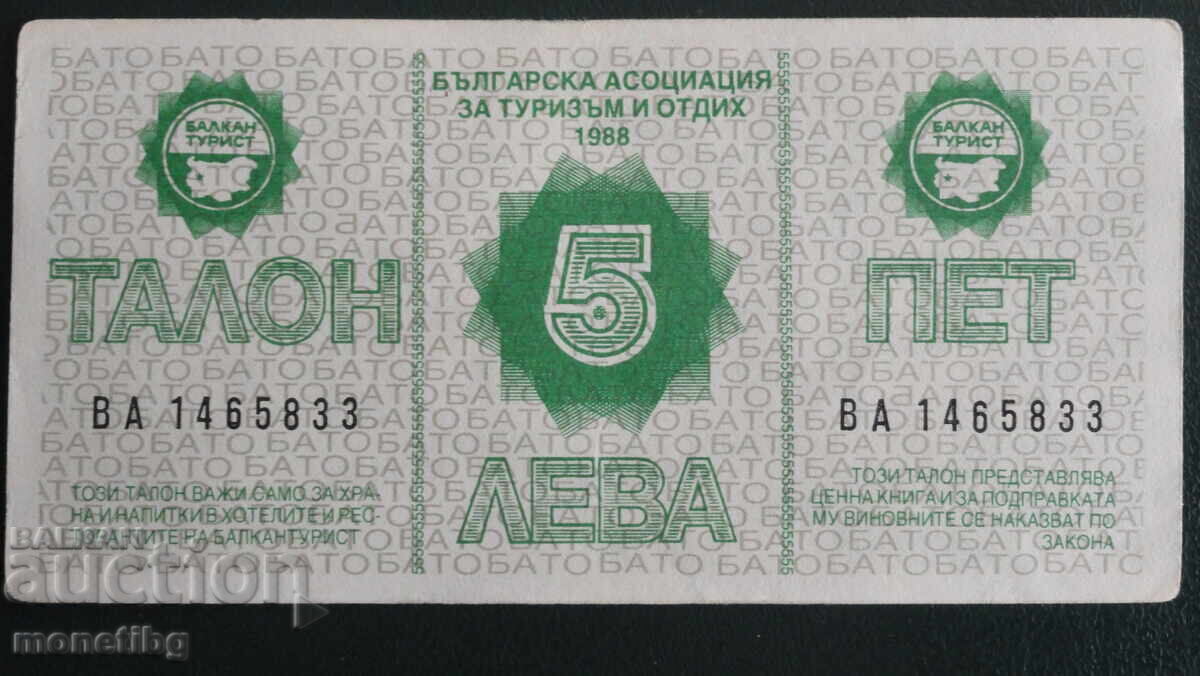 БЪЛГАРСКА АСОЦИАЦИЯ
ЗА ТУРИЗЪМ И ОТДИХ
1988
БАЛКАН
ТУРИСТ
БАЛКАН
ТУРИСТ
ТАЛОН
5
ПЕТ
ВА 1465833
ВА 1465833
ЛЕВА
ТОЗИ ТАЛОН ВАЖИ САМО ЗА ХРА-
НА И НАПИТКИ В ХОТЕЛИТЕ И РЕС-
ТОРАНТИТЕ НА БАЛКАНТУРИСТ
ТОЗИ ТАЛОН ПРЕДСТАВЛЯВА
ЦЕННА КНИГА И ЗА ПОДПРАВКАТА
МУ ВИНОВНИТЕ СЕ НАКАЗВАТ ПО
ЗАКОНА
BALKAN
auction
monetibg